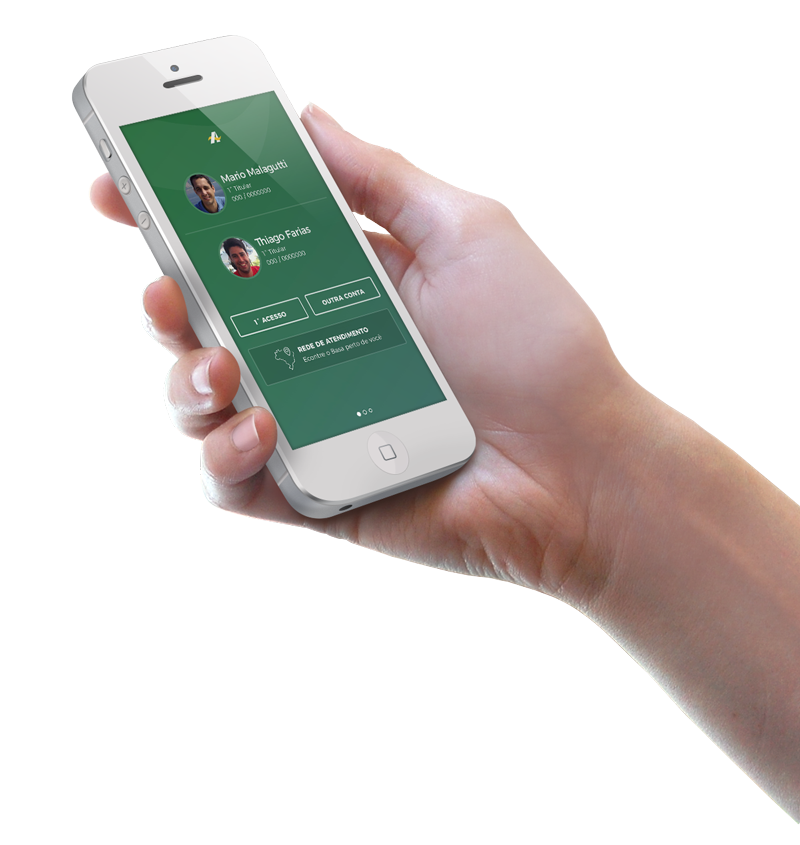 Mario Malagutti
1° Titular
000 / 0000000
Thiago Farias
1° Titular
000 / 0000000
1° ACESSO
OUTRA CONTA
REDE DE ATENDIMENTO
Econtre o Basa perto de você